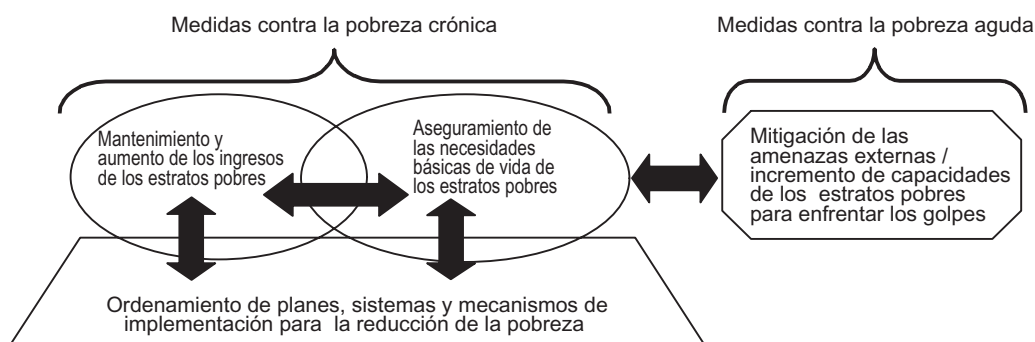 Medidas contra la pobreza crónica
Medidas contra la pobreza aguda
Mantenimiento y
aumento de los ingresos
de los estratos pobres
Aseguramiento de
las necesidades
básicas de vida de
los estratos pobres
Mitigación de las
amenazas externas /
incremento de capacidades
de los estratos pobres
para enfrentar los golpes
Ordenamiento de planes, sistemas y mecanismos de
implementación para la reducción de la pobreza